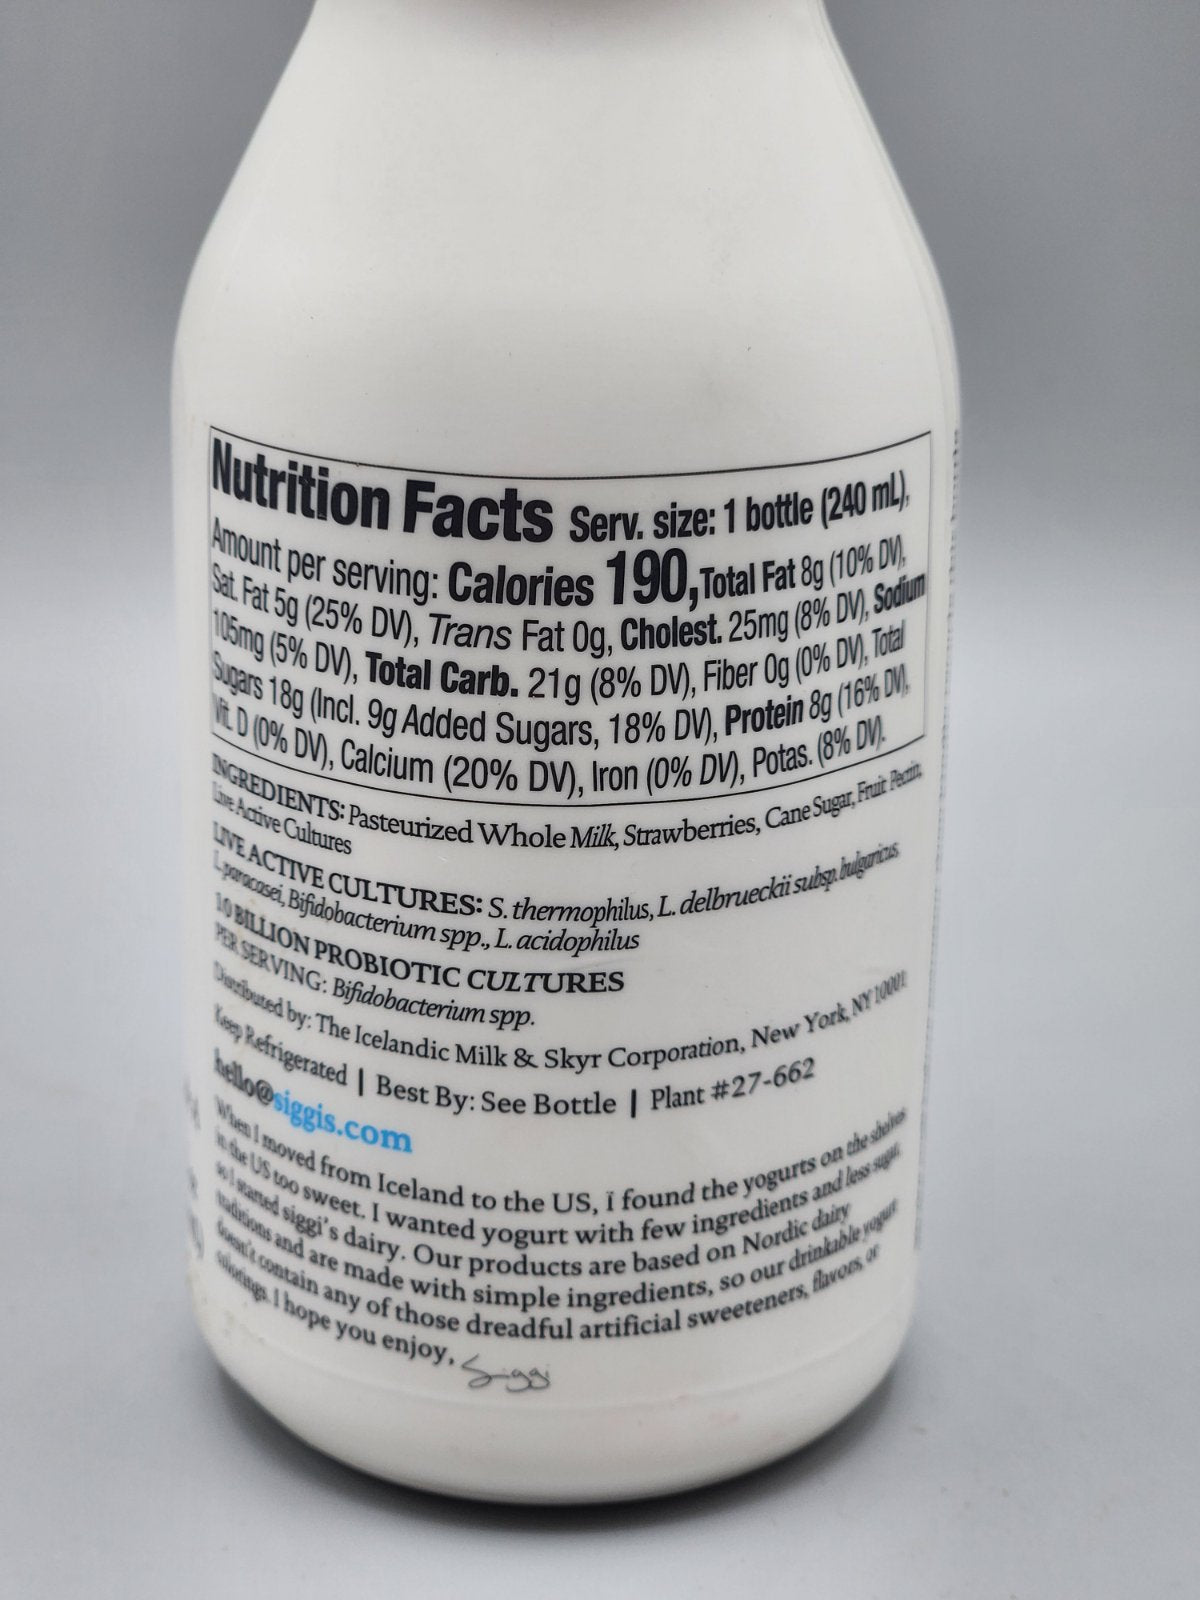 Nutrition Facts Serv. size: 1 bottle (240 mL),
Amount per serving: Calories 190, Total Fat 8g (10% DV),
Sat. Fat 5g (25% DV), Trans Fat 0g, Cholest. 25mg (8% DV), Sodium
105mg (5% DV), Total Carb. 21g (8% DV), Fiber 0g (0% DV), Total
Sugars 18g (Incl. 9g Added Sugars, 18% DV), Protein 8g (16% DV),
Vit. D (0% DV), Calcium (20% DV), Iron (0% DV), Potas. (8% DV).
INGREDIENTS: Pasteurized Whole Milk, Strawberries, Cane Sugar, Fruit Pectin,
Live Active Cultures
LIVE ACTIVE CULTURES: S. thermophilus, L. delbrueckii subsp. bulgaricus,
L. paracasei, Bifidobacterium spp., L. acidophilus
10 BILLION PROBIOTIC CULTURES
PER SERVING: Bifidobacterium spp.
Distributed by: The Icelandic Milk & Skyr Corporation, New York, NY 10001
Keep Refrigerated | Best By: See Bottle | Plant #27-662
hello@siggis.com
When I moved from Iceland to the US, I found the yogurts on the shelves
in the US too sweet. I wanted yogurt with few ingredients and less sugar,
so I started siggi's dairy. Our products are based on Nordic dairy
traditions and are made with simple ingredients, so our drinkable yogurt
doesn't contain any of those dreadful artificial sweeteners, flavors, or
colorings. I hope you enjoy, Siggi